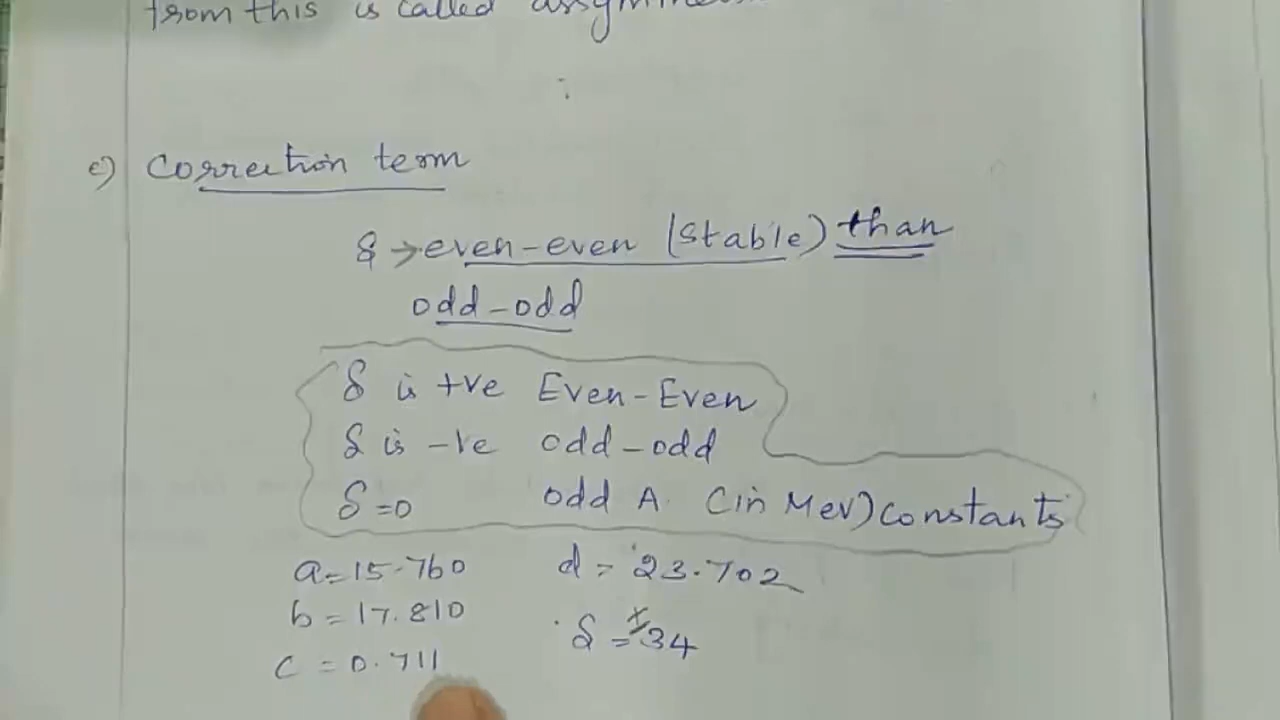 from this is called
e) Correction term
δ → even-even (stable) than
odd-odd
δ is +ve Even-Even
δ is -ve odd-odd
δ=0 odd A. (in Mev) constants
a=15.760 d = 23.702
b=17.810 δ = ±34
c = 0.711